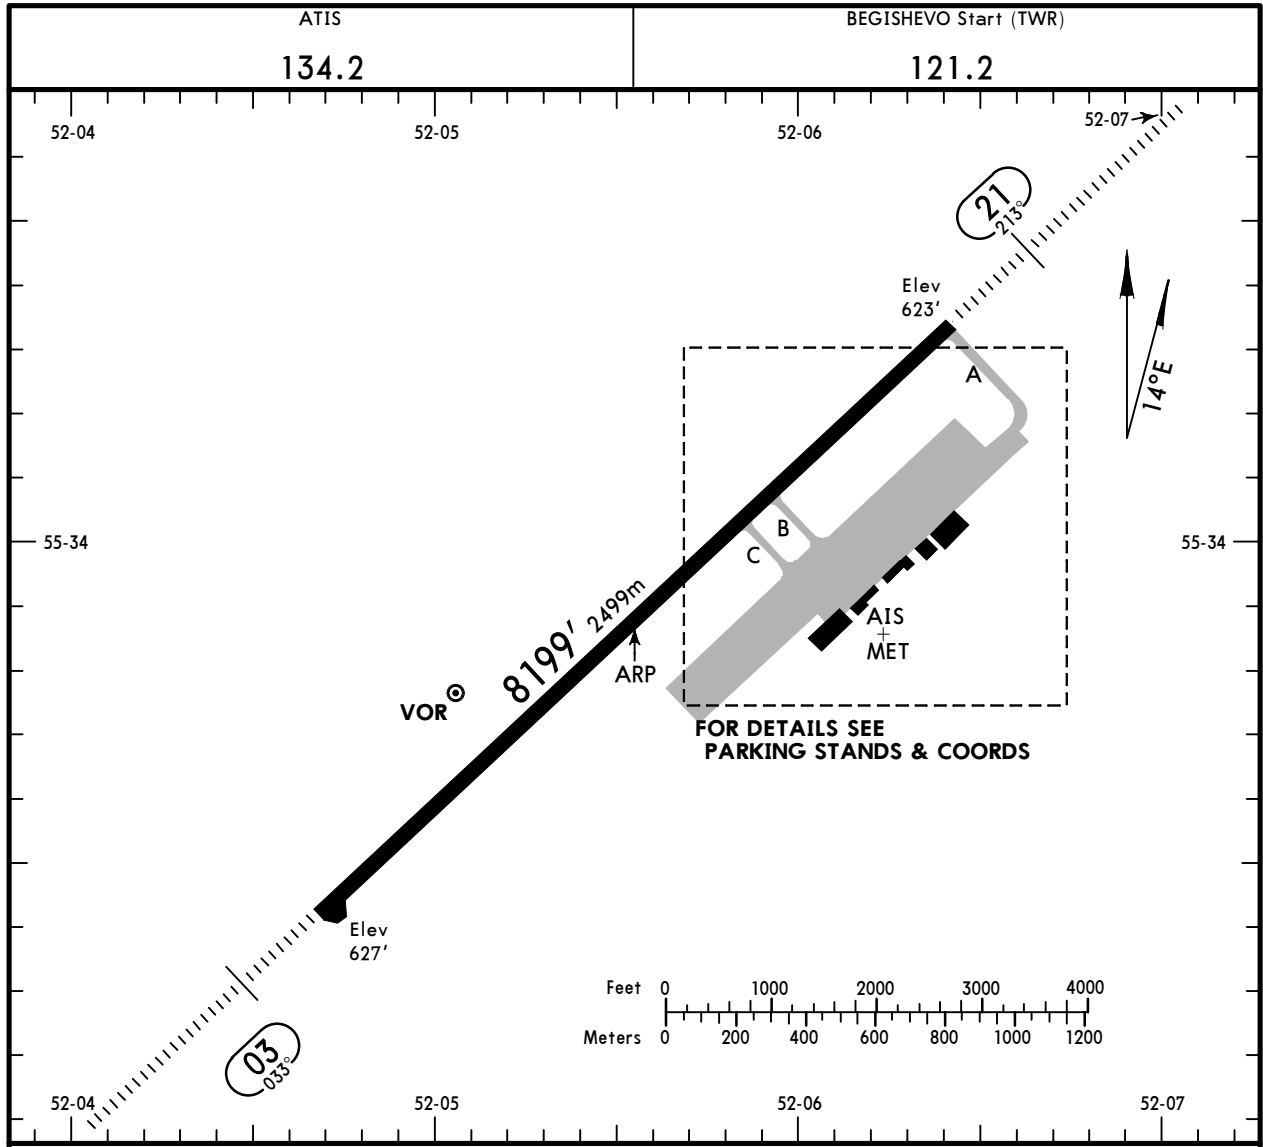 ATIS
BEGISHEVO Start (TWR)
134.2
121.2
52-04
52-05
52-06
52-07
21
213°
Elev
623'
A
14°E
B
55-34
C
55-34
8199' 2499m
AIS
+
MET
ARP
VOR
FOR DETAILS SEE
PARKING STANDS & COORDS
Elev
627'
Feet 0 1000 2000 3000 4000
Meters 0 200 400 600 800 1000 1200
03
033°
52-04
52-05
52-06
52-07